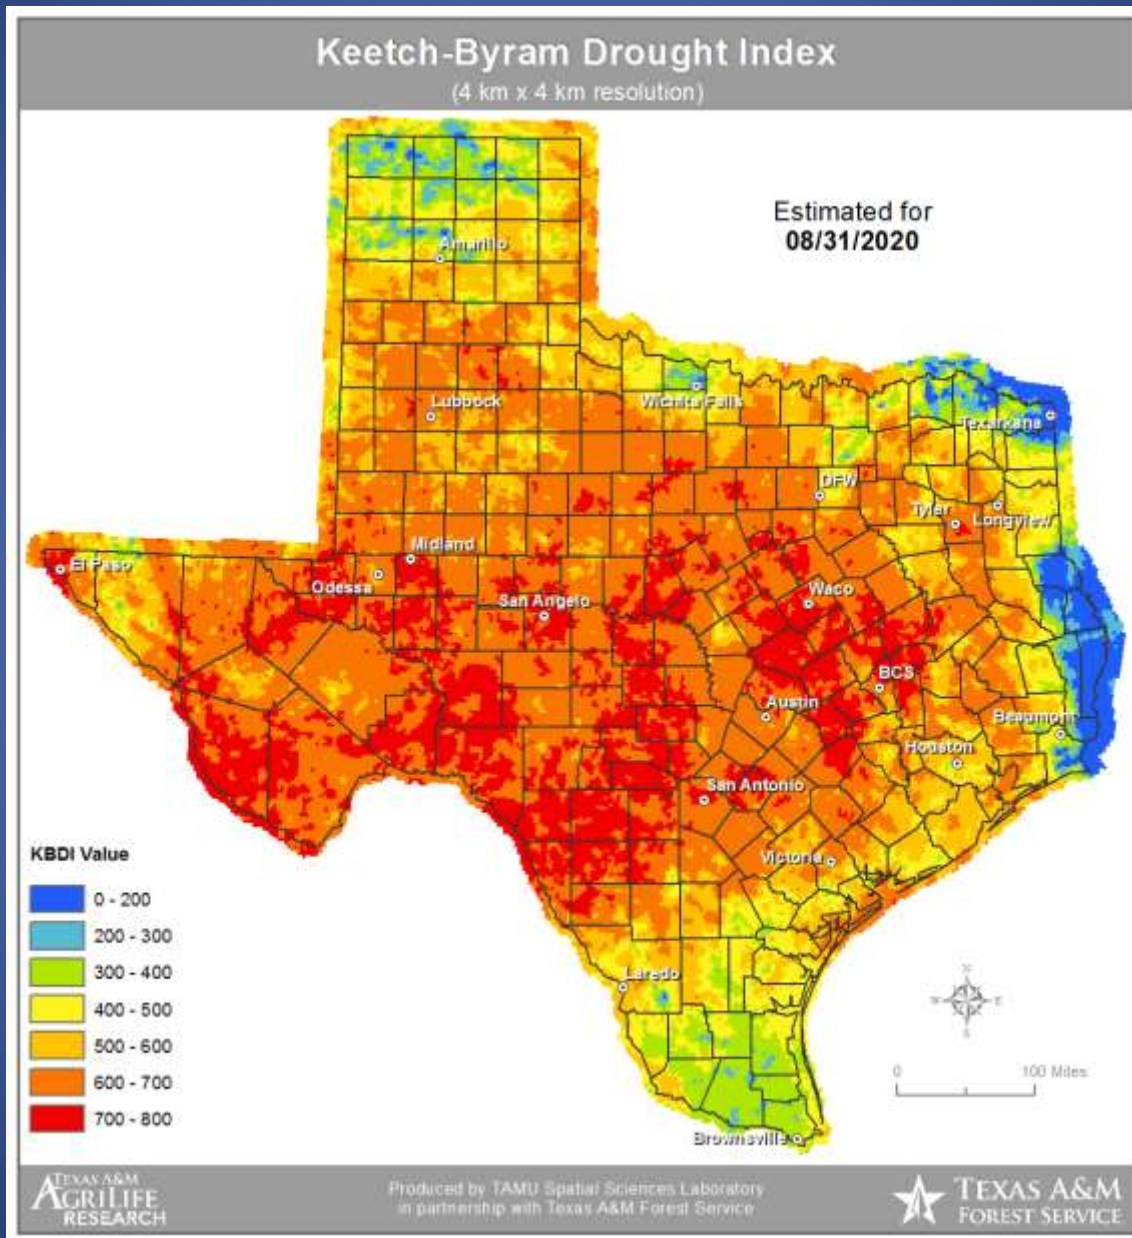 Keetch-Byram Drought Index
(4 km x 4 km resolution)
Estimated for
08/31/2020
Amarillo
Lubbock
Wichita Falls
Texarkana
DFW
Tyler
Longview
Midland
El Paso
Odessa
San Angelo
Waco
BCS
Austin
Beaumont
Houston
San Antonio
Victoria
Laredo
Brownsville
KBDI Value
0 - 200
200 - 300
300 - 400
400 - 500
500 - 600
600 - 700
700 - 800
N
W E
S
0 100 Miles
TEXAS A&M
AGRILIFE
RESEARCH
Produced by TAMU Spatial Sciences Laboratory
in partnership with Texas A&M Forest Service
TEXAS A&M
FOREST SERVICE